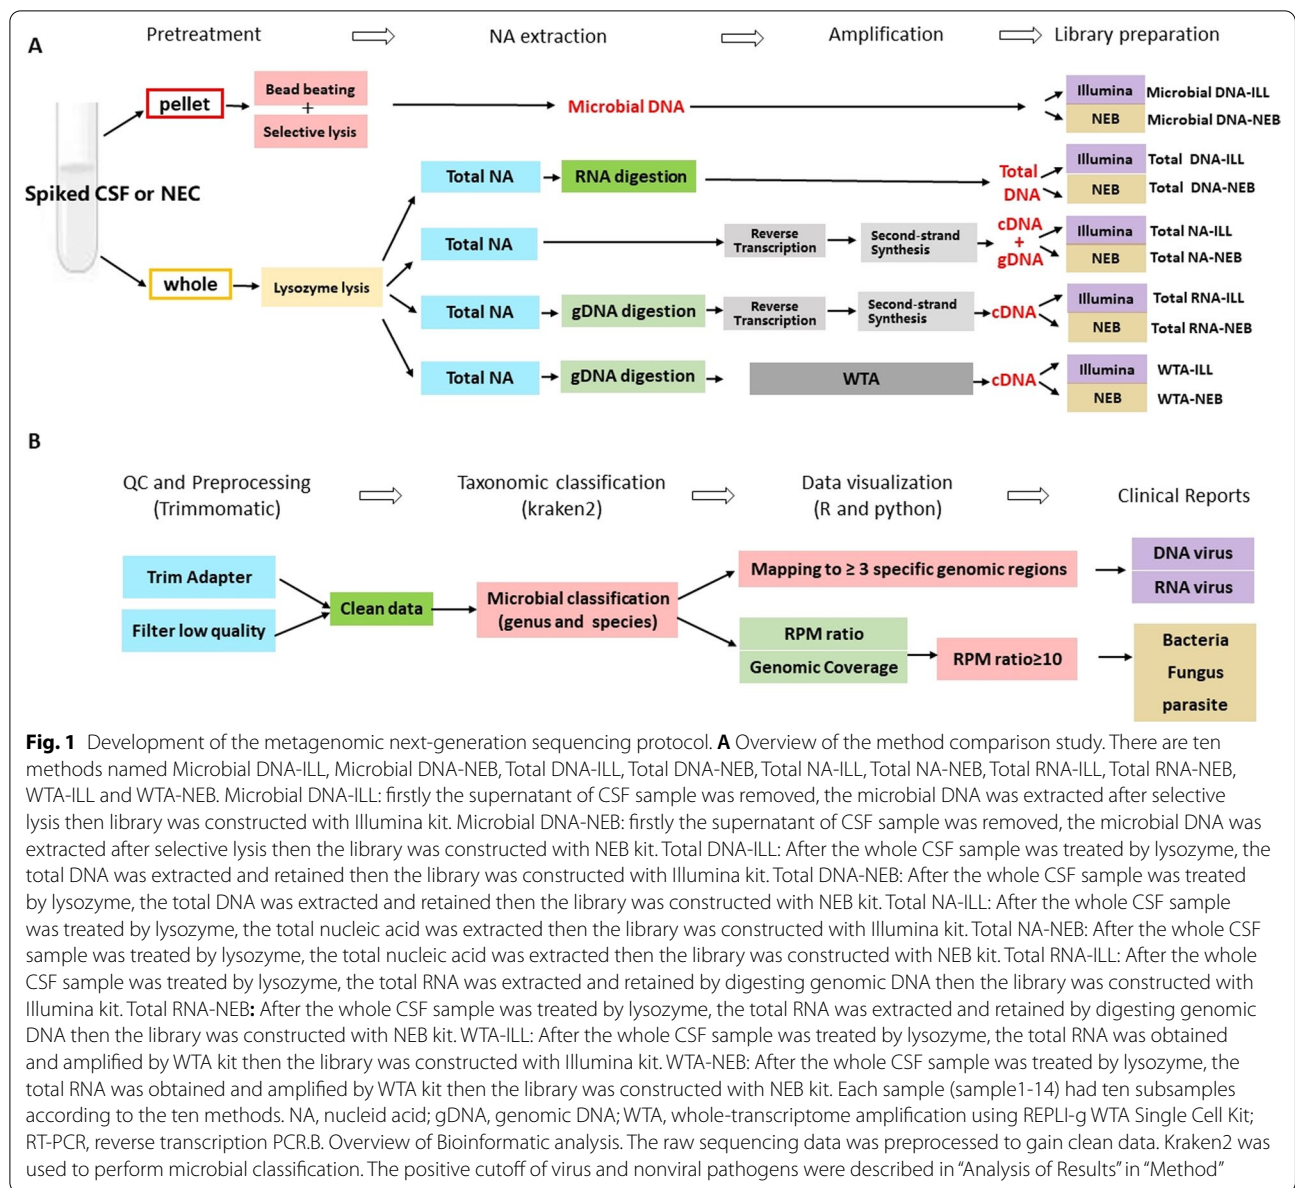 A
Pretreatment
NA extraction
Amplification
Library preparation
pellet
Bead beating
+
Selective lysis
Microbial DNA
Illumina
NEB
Microbial DNA-ILL
Microbial DNA-NEB
Spiked CSF or NEC
whole
Lysozyme lysis
Total NA
RNA digestion
Total
DNA
Illumina
NEB
Total DNA-ILL
Total DNA-NEB
Total NA
Reverse
Transcription
Second-strand
Synthesis
cDNA
+
gDNA
Illumina
NEB
Total NA-ILL
Total NA-NEB
Total NA
gDNA digestion
Reverse
Transcription
Second-strand
Synthesis
cDNA
Illumina
NEB
Total RNA-ILL
Total RNA-NEB
Total NA
gDNA digestion
WTA
cDNA
Illumina
NEB
WTA-ILL
WTA-NEB
B
QC and Preprocessing
(Trimmomatic)
Taxonomic classification
(kraken2)
Data visualization
(R and python)
Clinical Reports
Trim Adapter
Filter low quality
Clean data
Microbial classification
(genus and species)
Mapping to ≥ 3 specific genomic regions
DNA virus
RNA virus
RPM ratio
Genomic Coverage
RPM ratio≥10
Bacteria
Fungus
parasite
Fig. 1 Development of the metagenomic next-generation sequencing protocol. A Overview of the method comparison study. There are ten
methods named Microbial DNA-ILL, Microbial DNA-NEB, Total DNA-ILL, Total DNA-NEB, Total NA-ILL, Total NA-NEB, Total RNA-ILL, Total RNA-NEB,
WTA-ILL and WTA-NEB. Microbial DNA-ILL: firstly the supernatant of CSF sample was removed, the microbial DNA was extracted after selective
lysis then library was constructed with Illumina kit. Microbial DNA-NEB: firstly the supernatant of CSF sample was removed, the microbial DNA was
extracted after selective lysis then the library was constructed with NEB kit. Total DNA-ILL: After the whole CSF sample was treated by lysozyme, the
total DNA was extracted and retained then the library was constructed with Illumina kit. Total DNA-NEB: After the whole CSF sample was treated
by lysozyme, the total DNA was extracted and retained then the library was constructed with NEB kit. Total NA-ILL: After the whole CSF sample
was treated by lysozyme, the total nucleic acid was extracted then the library was constructed with Illumina kit. Total NA-NEB: After the whole CSF
sample was treated by lysozyme, the total nucleic acid was extracted then the library was constructed with NEB kit. Total RNA-ILL: After the whole
CSF sample was treated by lysozyme, the total RNA was extracted and retained by digesting genomic DNA then the library was constructed with
Illumina kit. Total RNA-NEB: After the whole CSF sample was treated by lysozyme, the total RNA was extracted and retained by digesting genomic
DNA then the library was constructed with NEB kit. WTA-ILL: After the whole CSF sample was treated by lysozyme, the total RNA was obtained
and amplified by WTA kit then the library was constructed with Illumina kit. WTA-NEB: After the whole CSF sample was treated by lysozyme, the
total RNA was obtained and amplified by WTA kit then the library was constructed with NEB kit. Each sample (sample1-14) had ten subsamples
according to the ten methods. NA, nucleid acid; gDNA, genomic DNA; WTA, whole-transcriptome amplification using REPLI-g WTA Single Cell Kit;
RT-PCR, reverse transcription PCR.B. Overview of Bioinformatic analysis. The raw sequencing data was preprocessed to gain clean data. Kraken2 was
used to perform microbial classification. The positive cutoff of virus and nonviral pathogens were described in “Analysis of Results” in “Method”